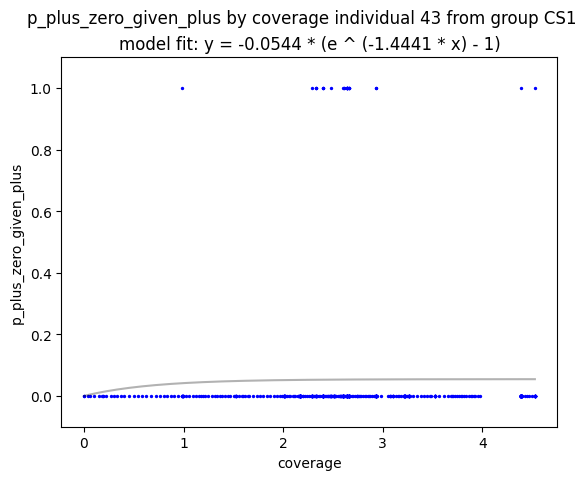 p_plus_zero_given_plus by coverage individual 43 from group CS1
model fit: y = -0.0544 * (e ^ (-1.4441 * x) - 1)
1.0
0.8
0.6
0.4
0.2
0.0
p_plus_zero_given_plus
0 1 2 3 4
coverage